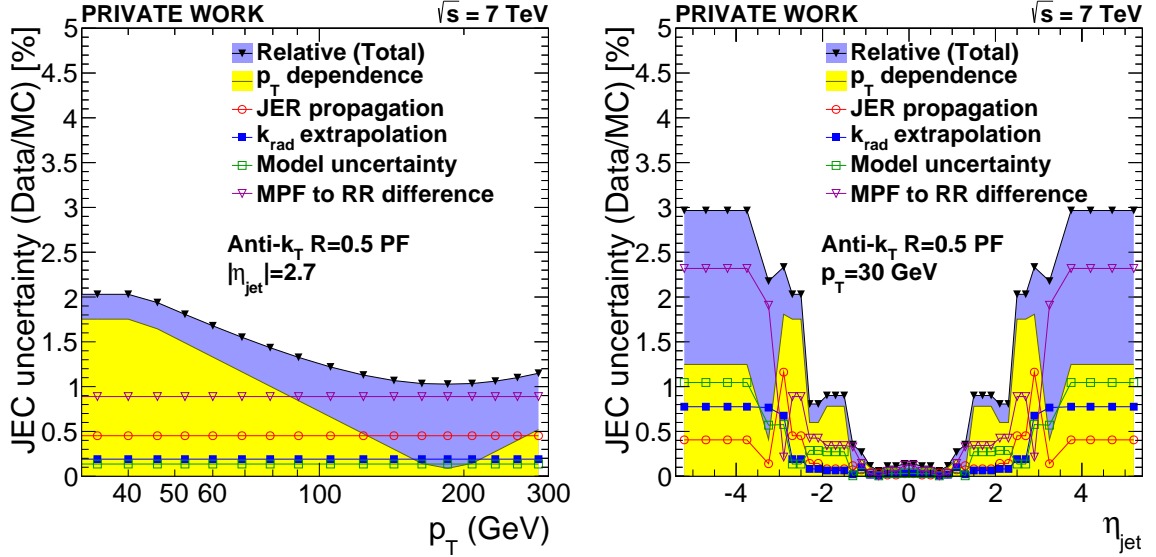 PRIVATE WORK √s = 7 TeV
JEC uncertainty (Data/MC) [%]
5
4.5
4
3.5
3
2.5
2
1.5
1
0.5
0
Relative (Total)
p_T dependence
JER propagation
k_rad extrapolation
Model uncertainty
MPF to RR difference
Anti-k_T R=0.5 PF
|η_jet|=2.7
40 50 60 100 200 300
p_T (GeV)
PRIVATE WORK √s = 7 TeV
JEC uncertainty (Data/MC) [%]
5
4.5
4
3.5
3
2.5
2
1.5
1
0.5
0
Relative (Total)
p_T dependence
JER propagation
k_rad extrapolation
Model uncertainty
MPF to RR difference
Anti-k_T R=0.5 PF
p_T=30 GeV
-4 -2 0 2 4
η_jet